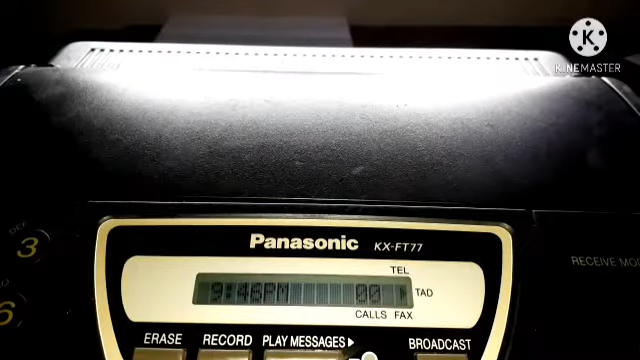 K
KINEMASTER
Panasonic KX-FT77
TEL
9:46PM 00
TAD
CALLS FAX
RECEIVE
DEF
3
6
ERASE RECORD PLAY MESSAGES BROADCAST